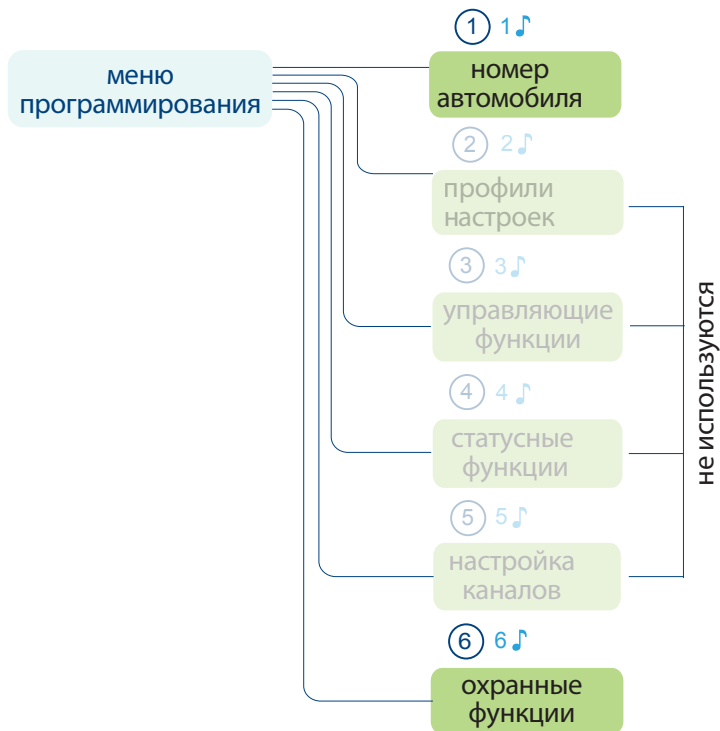 1 1♪
меню
программирования
номер
автомобиля
2 2♪
профили
настроек
3 3♪
управляющие
функции
4 4♪
статусные
функции
5 5♪
настройка
каналов
не используются
6 6♪
охранные
функции